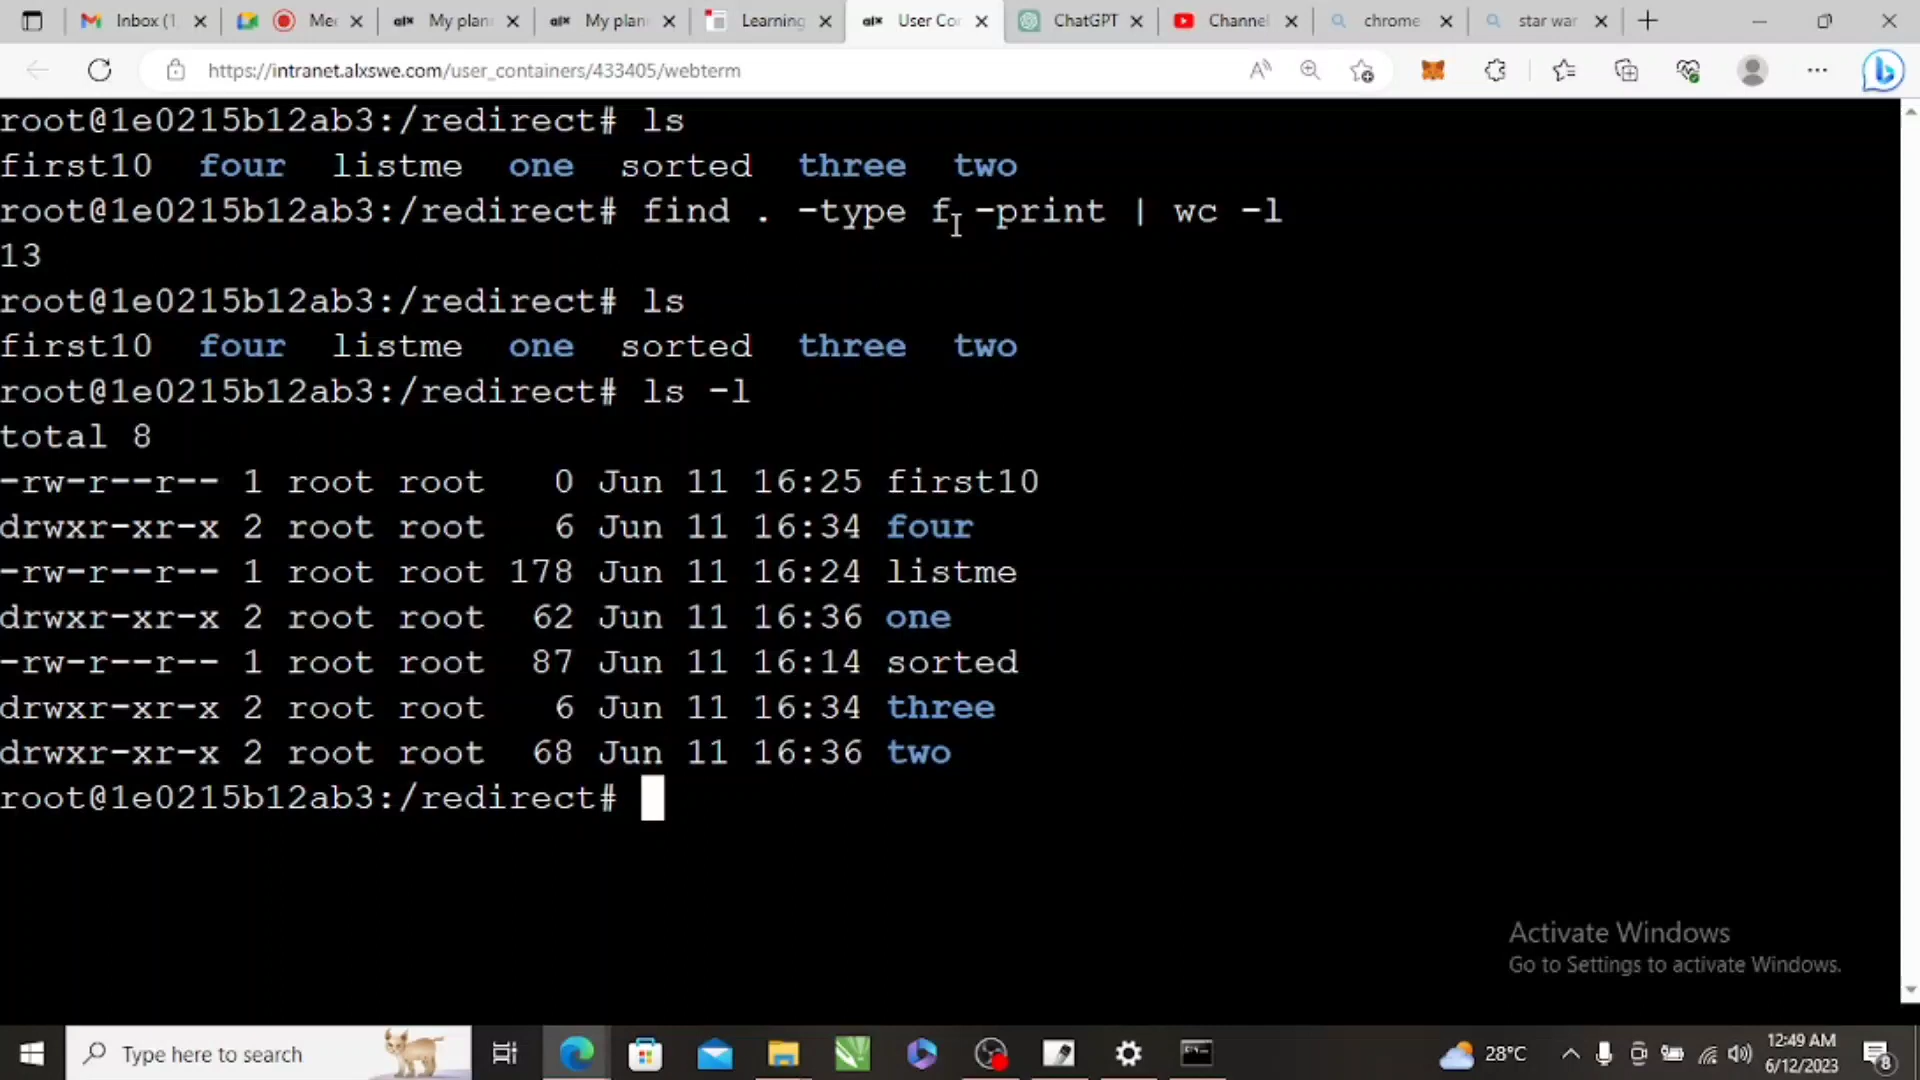 Inbox (1
Mee
My plan
My plan
Learning
User Co
ChatGPT
Channel
chrome
star war
https://intranet.alxswe.com/user_containers/433405/webterm
root@1e0215b12ab3:/redirect# ls
first10 four listme one sorted three two
root@1e0215b12ab3:/redirect# find . -type f -print | wc -l
13
root@1e0215b12ab3:/redirect# ls
first10 four listme one sorted three two
root@1e0215b12ab3:/redirect# ls -l
total 8
-rw-r--r-- 1 root root 0 Jun 11 16:25 first10
drwxr-xr-x 2 root root 6 Jun 11 16:34 four
-rw-r--r-- 1 root root 178 Jun 11 16:24 listme
drwxr-xr-x 2 root root 62 Jun 11 16:36 one
-rw-r--r-- 1 root root 87 Jun 11 16:14 sorted
drwxr-xr-x 2 root root 6 Jun 11 16:34 three
drwxr-xr-x 2 root root 68 Jun 11 16:36 two
root@1e0215b12ab3:/redirect#
Activate Windows
Go to Settings to activate Windows.
Type here to search
28°C
12:49 AM
6/12/2023
8